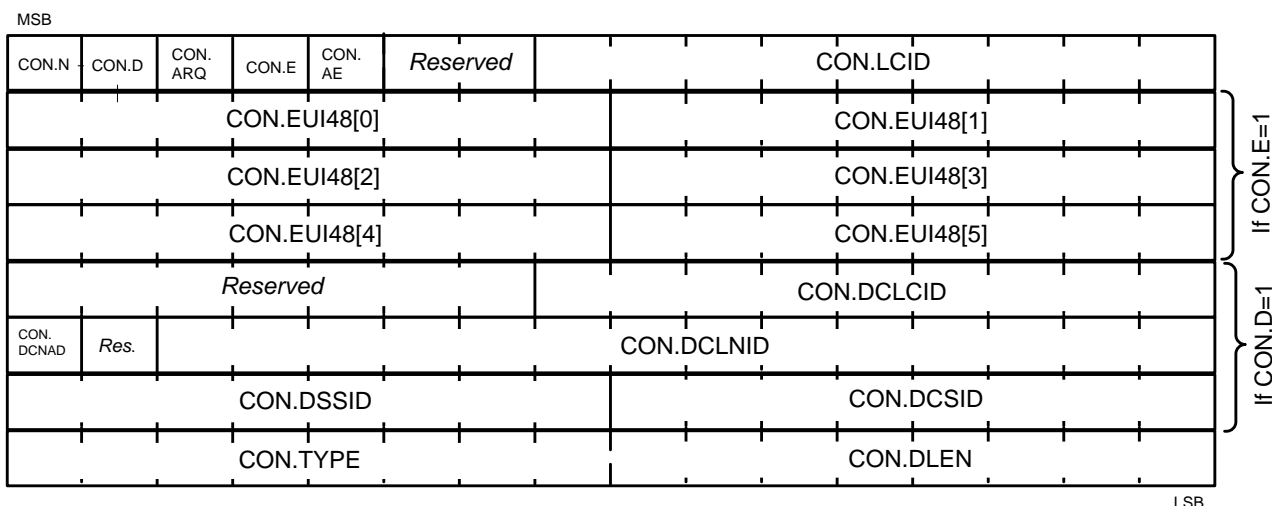 MSB
CON.N CON.D CON. ARQ CON.E CON. AE Reserved CON.LCID
CON.EUI48[0] CON.EUI48[1]
CON.EUI48[2] CON.EUI48[3]
CON.EUI48[4] CON.EUI48[5]
If CON.E=1
Reserved CON.DCLCID
CON. DCNAD Res. CON.DCLNID
CON.DSSID CON.DCSID
If CON.D=1
CON.TYPE CON.DLEN
LSB